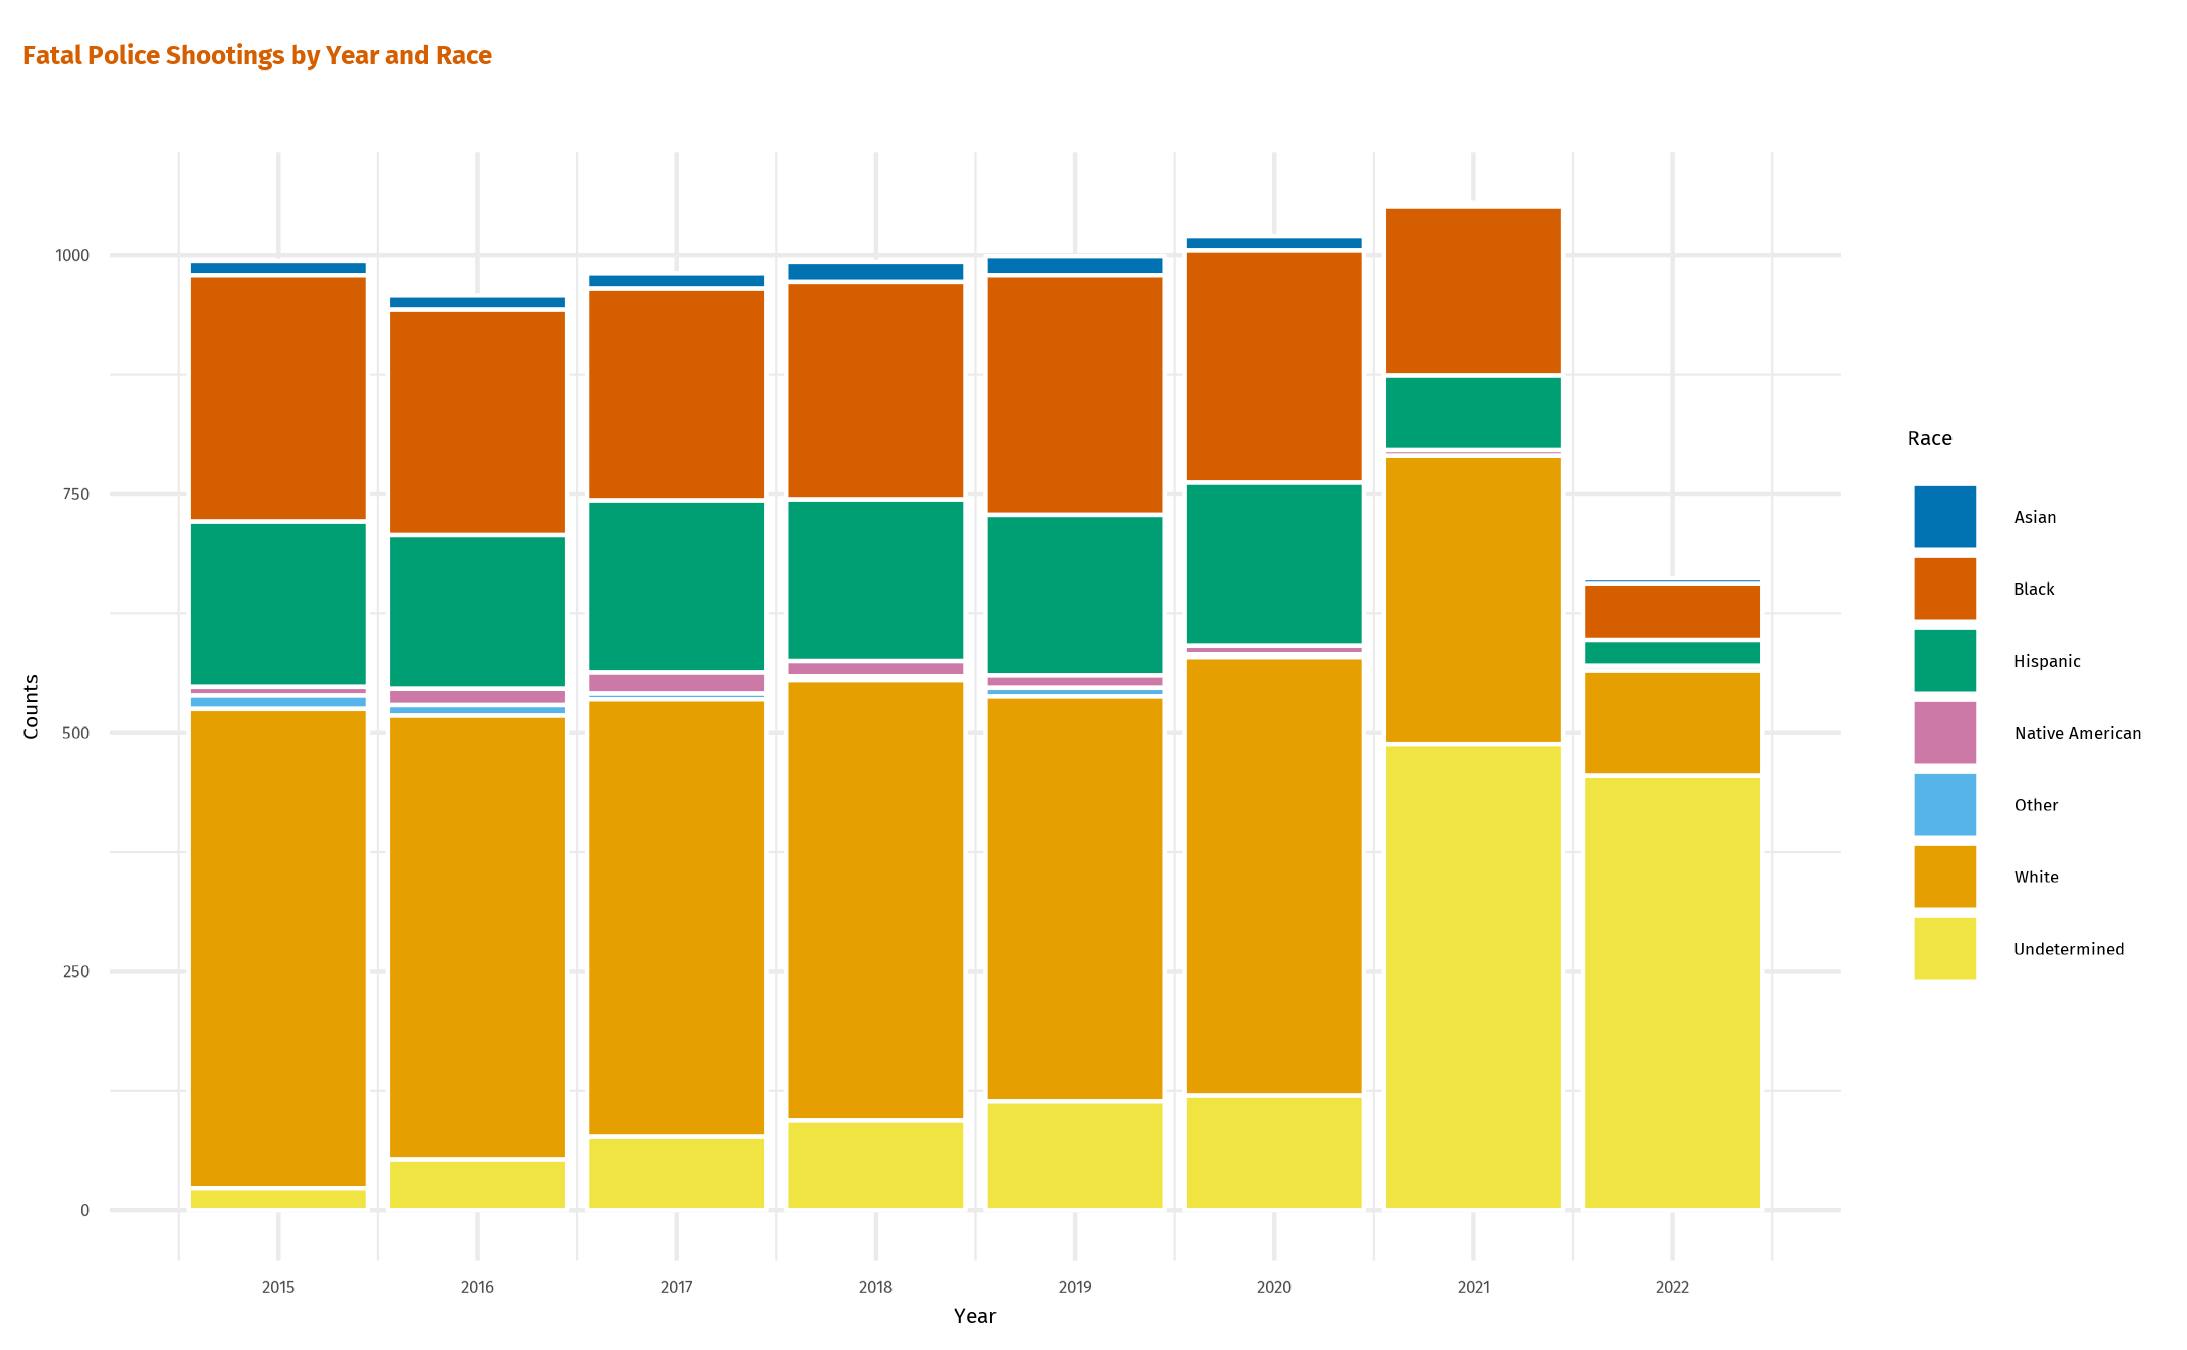 Fatal Police Shootings by Year and Race
1000
750
500
250
0
Counts
2015
2016
2017
2018
2019
2020
2021
2022
Year
Race
Asian
Black
Hispanic
Native American
Other
White
Undetermined